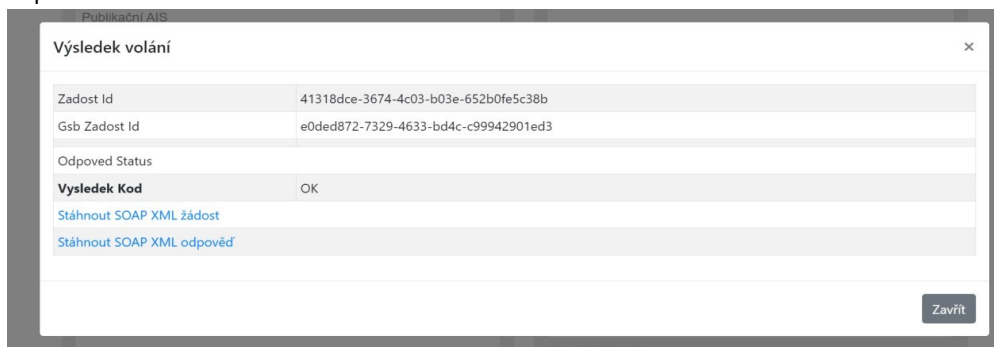 Publikační AIS
Výsledek volání ×
Zadost Id 41318dce-3674-4c03-b03e-652b0fe5c38b
Gsb Zadost Id e0ded872-7329-4633-bd4c-c99942901ed3
Odpoved Status
Vysledek Kod OK
Stáhnout SOAP XML žádost
Stáhnout SOAP XML odpověď
Zavřít